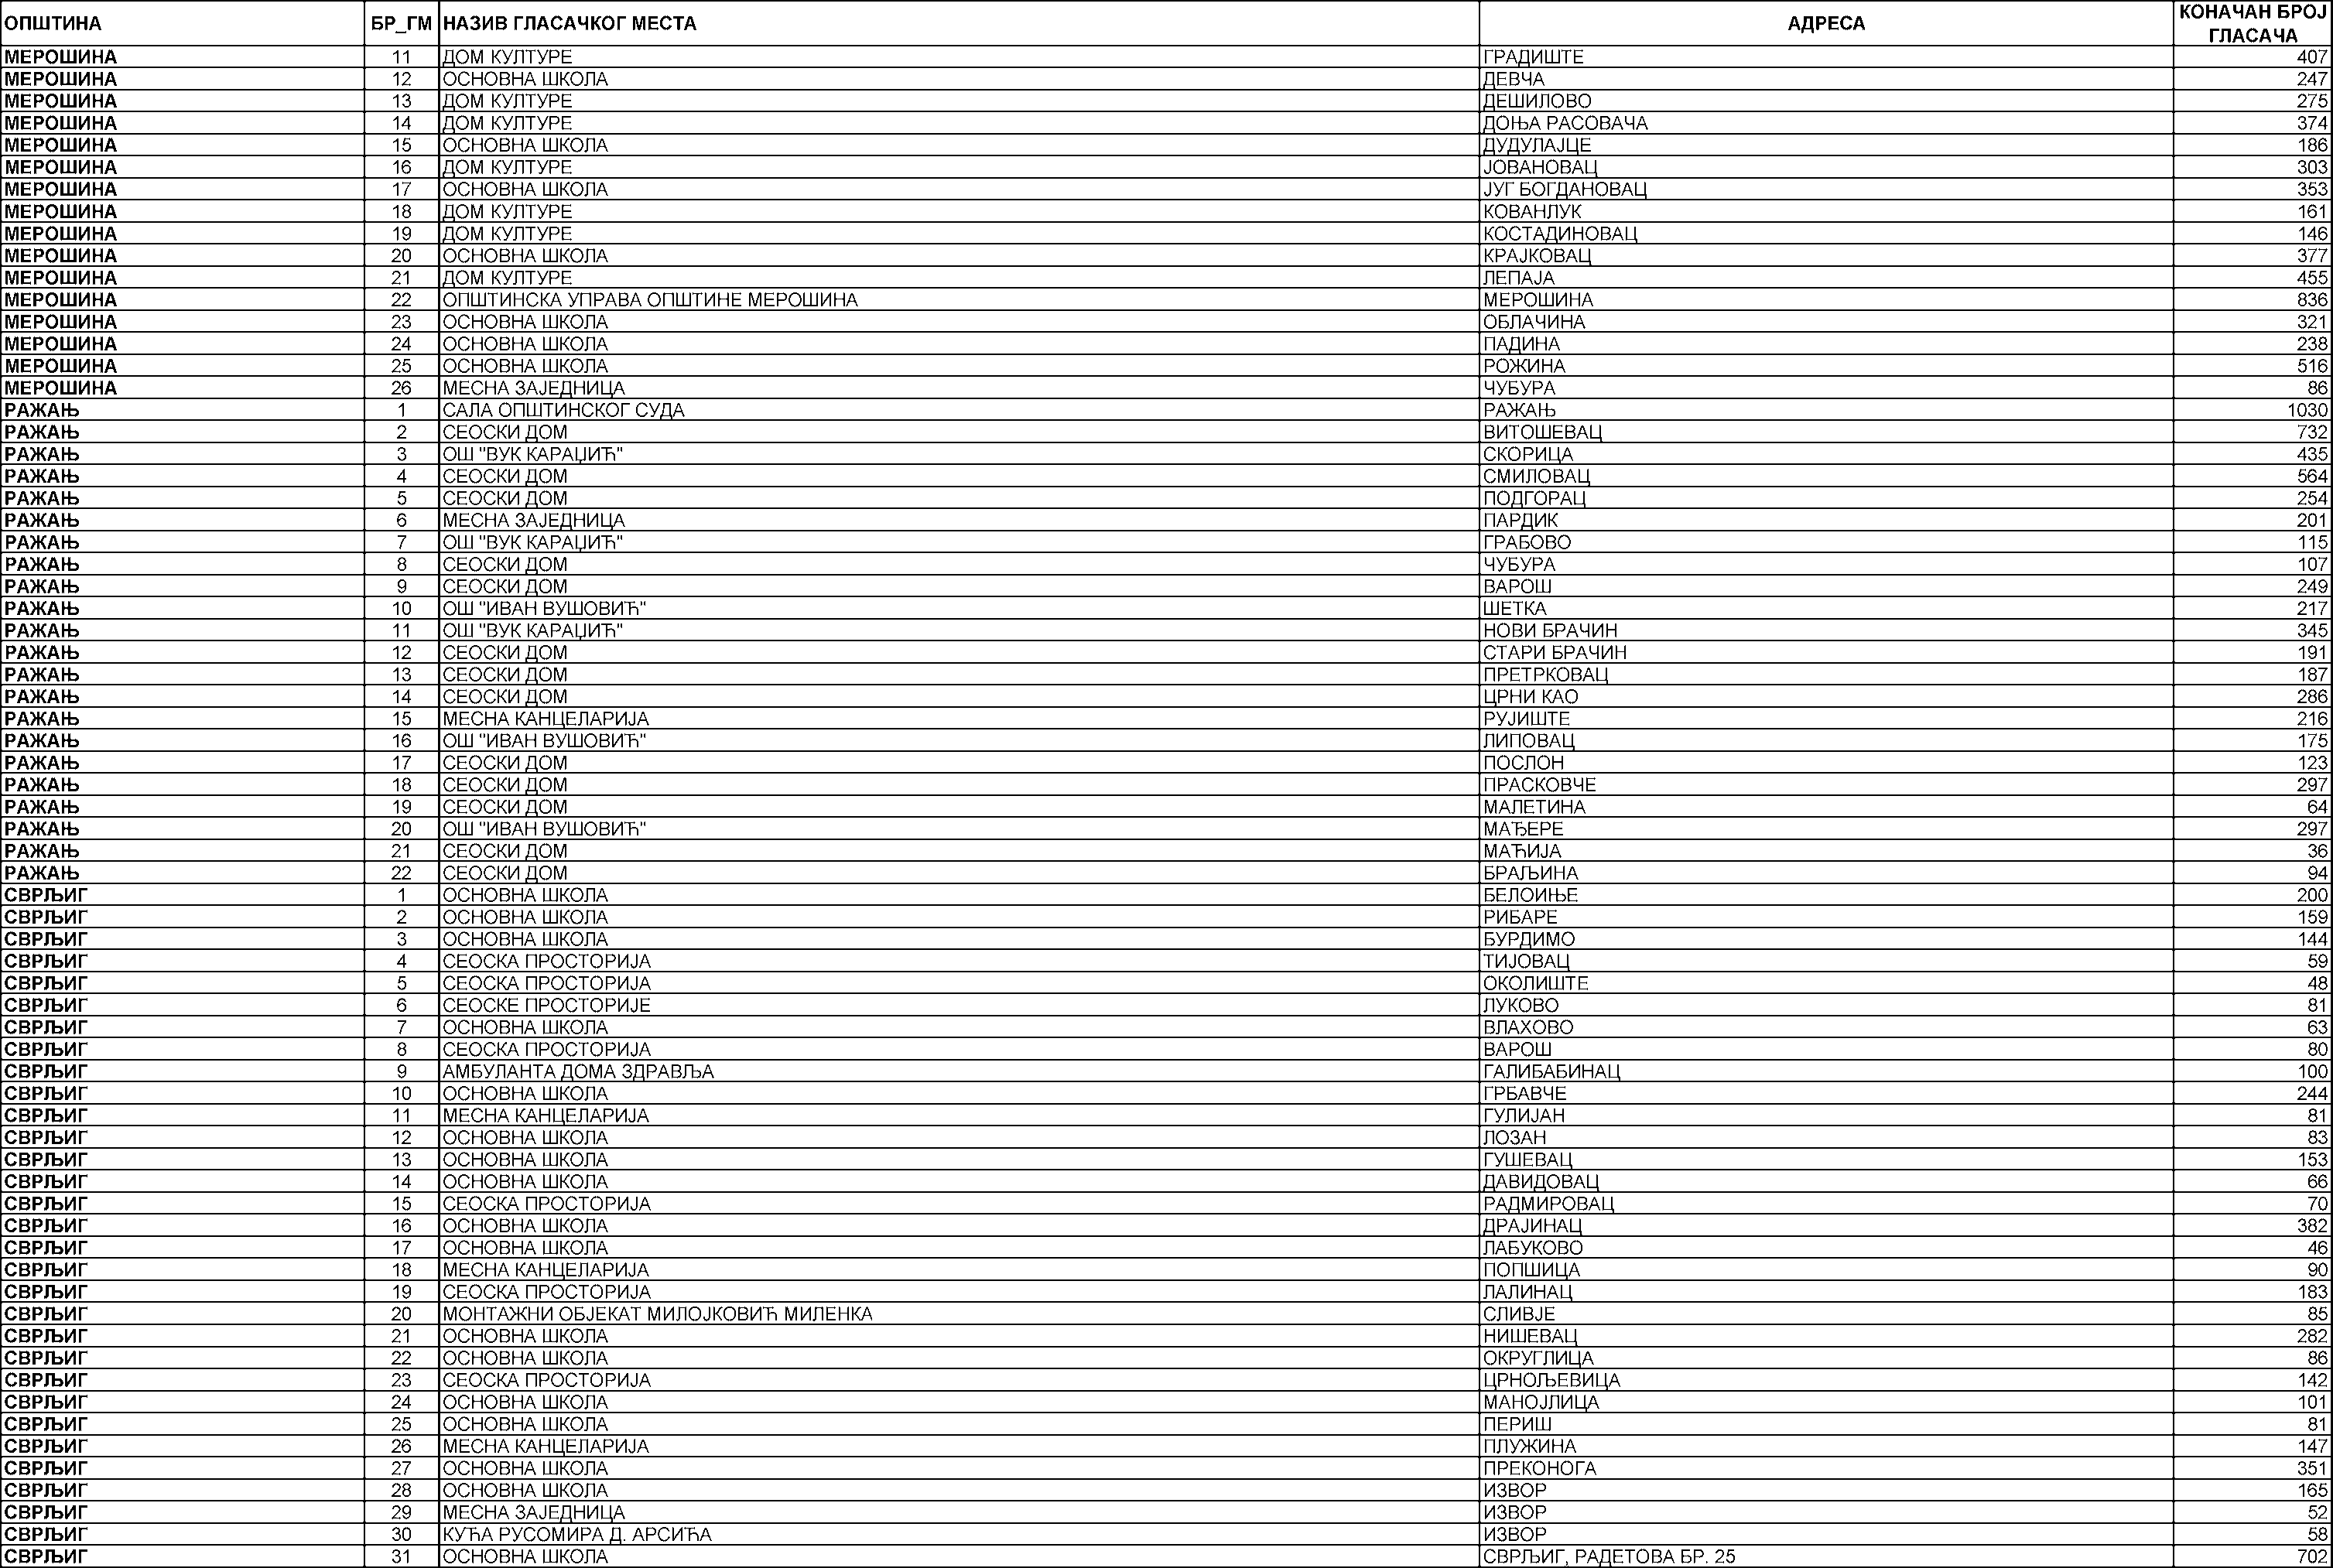 ОПШТИНА БР_ГМ НАЗИВ ГЛАСАЧКОГ МЕСТА АДРЕСА КОНАЧАН БРОЈ ГЛАСАЧА
МЕРОШИНА 11 ДОМ КУЛТУРЕ ГРАДИШТЕ 407
МЕРОШИНА 12 ОСНОВНА ШКОЛА ДЕВЧА 247
МЕРОШИНА 13 ДОМ КУЛТУРЕ ДЕШИЛОВО 275
МЕРОШИНА 14 ДОМ КУЛТУРЕ ДОЊА РАСОВАЧА 374
МЕРОШИНА 15 ОСНОВНА ШКОЛА ДУДУЛАЈЦЕ 186
МЕРОШИНА 16 ДОМ КУЛТУРЕ ЈОВАНОВАЦ 303
МЕРОШИНА 17 ОСНОВНА ШКОЛА ЈУГ БОГДАНОВАЦ 353
МЕРОШИНА 18 ДОМ КУЛТУРЕ КОВАНЛУК 161
МЕРОШИНА 19 ДОМ КУЛТУРЕ КОСТАДИНОВАЦ 146
МЕРОШИНА 20 ОСНОВНА ШКОЛА КРАЈКОВАЦ 377
МЕРОШИНА 21 ДОМ КУЛТУРЕ ЛЕПАЈА 455
МЕРОШИНА 22 ОПШТИНСКА УПРАВА ОПШТИНЕ МЕРОШИНА МЕРОШИНА 836
МЕРОШИНА 23 ОСНОВНА ШКОЛА ОБЛАЧИНА 321
МЕРОШИНА 24 ОСНОВНА ШКОЛА ПАДИНА 238
МЕРОШИНА 25 ОСНОВНА ШКОЛА РОЖИНА 516
МЕРОШИНА 26 МЕСНА ЗАЈЕДНИЦА ЧУБУРА 86
РАЖАЊ 1 САЛА ОПШТИНСКОГ СУДА РАЖАЊ 1030
РАЖАЊ 2 СЕОСКИ ДОМ ВИТОШЕВАЦ 732
РАЖАЊ 3 ОШ "ВУК КАРАЏИЋ" СКОРИЦА 435
РАЖАЊ 4 СЕОСКИ ДОМ СМИЛОВАЦ 564
РАЖАЊ 5 СЕОСКИ ДОМ ПОДГОРАЦ 254
РАЖАЊ 6 МЕСНА ЗАЈЕДНИЦА ПАРДИК 201
РАЖАЊ 7 ОШ "ВУК КАРАЏИЋ" ГРАБОВО 115
РАЖАЊ 8 СЕОСКИ ДОМ ЧУБУРА 107
РАЖАЊ 9 СЕОСКИ ДОМ ВАРОШ 249
РАЖАЊ 10 ОШ "ИВАН ВУШОВИЋ" ШЕТКА 217
РАЖАЊ 11 ОШ "ВУК КАРАЏИЋ" НОВИ БРАЧИН 345
РАЖАЊ 12 СЕОСКИ ДОМ СТАРИ БРАЧИН 191
РАЖАЊ 13 СЕОСКИ ДОМ ПРЕТРКОВАЦ 187
РАЖАЊ 14 СЕОСКИ ДОМ ЦРНИ КАО 286
РАЖАЊ 15 МЕСНА КАНЦЕЛАРИЈА РУЈИШТЕ 216
РАЖАЊ 16 ОШ "ИВАН ВУШОВИЋ" ЛИПОВАЦ 175
РАЖАЊ 17 СЕОСКИ ДОМ ПОСЛОН 123
РАЖАЊ 18 СЕОСКИ ДОМ ПРАСКОВЧЕ 297
РАЖАЊ 19 СЕОСКИ ДОМ МАЛЕТИНА 64
РАЖАЊ 20 ОШ "ИВАН ВУШОВИЋ" МАЂЕРЕ 297
РАЖАЊ 21 СЕОСКИ ДОМ МАЋИЈА 36
РАЖАЊ 22 СЕОСКИ ДОМ БРАЉИНА 94
СВРЉИГ 1 ОСНОВНА ШКОЛА БЕЛОИЊЕ 200
СВРЉИГ 2 ОСНОВНА ШКОЛА РИБАРЕ 159
СВРЉИГ 3 ОСНОВНА ШКОЛА БУРДИМО 144
СВРЉИГ 4 СЕОСКА ПРОСТОРИЈА ТИЈОВАЦ 59
СВРЉИГ 5 СЕОСКА ПРОСТОРИЈА ОКОЛИШТЕ 48
СВРЉИГ 6 СЕОСКЕ ПРОСТОРИЈЕ ЛУКОВО 81
СВРЉИГ 7 ОСНОВНА ШКОЛА ВЛАХОВО 63
СВРЉИГ 8 СЕОСКА ПРОСТОРИЈА ВАРОШ 80
СВРЉИГ 9 АМБУЛАНТА ДОМА ЗДРАВЉА ГАЛИБАБИНАЦ 100
СВРЉИГ 10 ОСНОВНА ШКОЛА ГРБАВЧЕ 244
СВРЉИГ 11 МЕСНА КАНЦЕЛАРИЈА ГУЛИЈАН 81
СВРЉИГ 12 ОСНОВНА ШКОЛА ЛОЗАН 83
СВРЉИГ 13 ОСНОВНА ШКОЛА ГУШЕВАЦ 153
СВРЉИГ 14 ОСНОВНА ШКОЛА ДАВИДОВАЦ 66
СВРЉИГ 15 СЕОСКА ПРОСТОРИЈА РАДМИРОВАЦ 70
СВРЉИГ 16 ОСНОВНА ШКОЛА ДРАЈИНАЦ 382
СВРЉИГ 17 ОСНОВНА ШКОЛА ЛАБУКОВО 46
СВРЉИГ 18 МЕСНА КАНЦЕЛАРИЈА ПОПШИЦА 90
СВРЉИГ 19 СЕОСКА ПРОСТОРИЈА ЛАЛИНАЦ 183
СВРЉИГ 20 МОНТАЖНИ ОБЈЕКАТ МИЛОЈКОВИЋ МИЛЕНКА СЛИВЈЕ 85
СВРЉИГ 21 ОСНОВНА ШКОЛА НИШЕВАЦ 282
СВРЉИГ 22 ОСНОВНА ШКОЛА ОКРУГЛИЦА 86
СВРЉИГ 23 СЕОСКА ПРОСТОРИЈА ЦРНОЉЕВИЦА 142
СВРЉИГ 24 ОСНОВНА ШКОЛА МАНОЈЛИЦА 101
СВРЉИГ 25 ОСНОВНА ШКОЛА ПЕРИШ 81
СВРЉИГ 26 МЕСНА КАНЦЕЛАРИЈА ПЛУЖИНА 147
СВРЉИГ 27 ОСНОВНА ШКОЛА ПРЕКОНОГА 351
СВРЉИГ 28 ОСНОВНА ШКОЛА ИЗВОР 165
СВРЉИГ 29 МЕСНА ЗАЈЕДНИЦА ИЗВОР 52
СВРЉИГ 30 КУЋА РУСОМИРА Д. АРСИЋА ИЗВОР 58
СВРЉИГ 31 ОСНОВНА ШКОЛА СВРЉИГ, РАДЕТОВА БР. 25 702